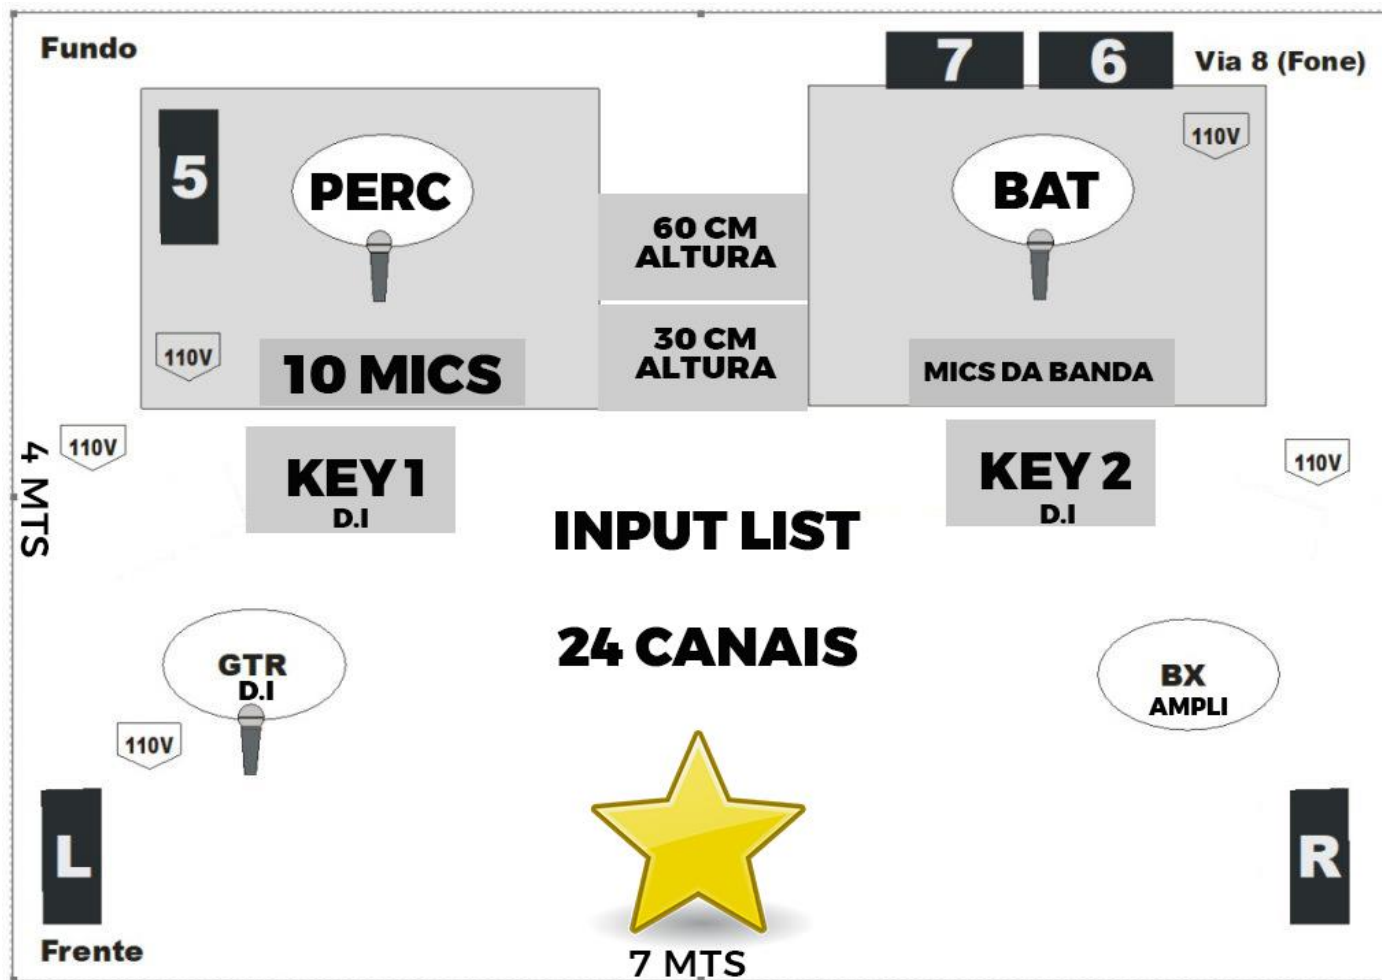 Fundo
7
6
Via 8 (Fone)
5
PERC
BAT
110V
60 CM
ALTURA
30 CM
ALTURA
110V
10 MICS
MICS DA BANDA
4 MTS
110V
KEY 1
D.I
KEY 2
D.I
110V
INPUT LIST
24 CANAIS
GTR
D.I
BX
AMPLI
110V
L
R
Frente
7 MTS